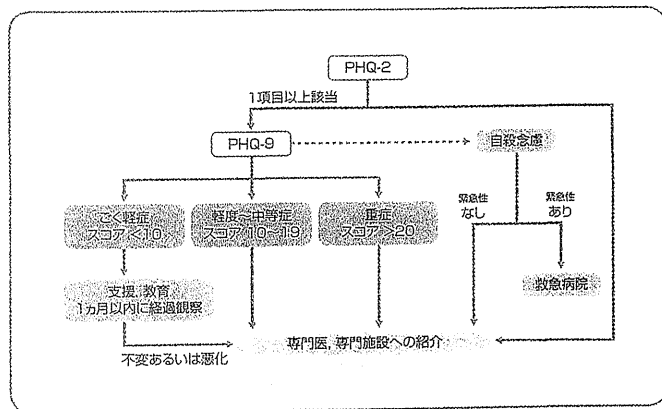 PHQ-2
1項目以上該当
PHQ-9
自殺念慮
緊急性
なし
緊急性
あり
ごく軽症
スコア<10
軽度〜中等症
スコア10〜19
重症
スコア>20
支援,教育
1ヵ月以内に経過観察
救急病院
専門医,専門施設への紹介
不変あるいは悪化